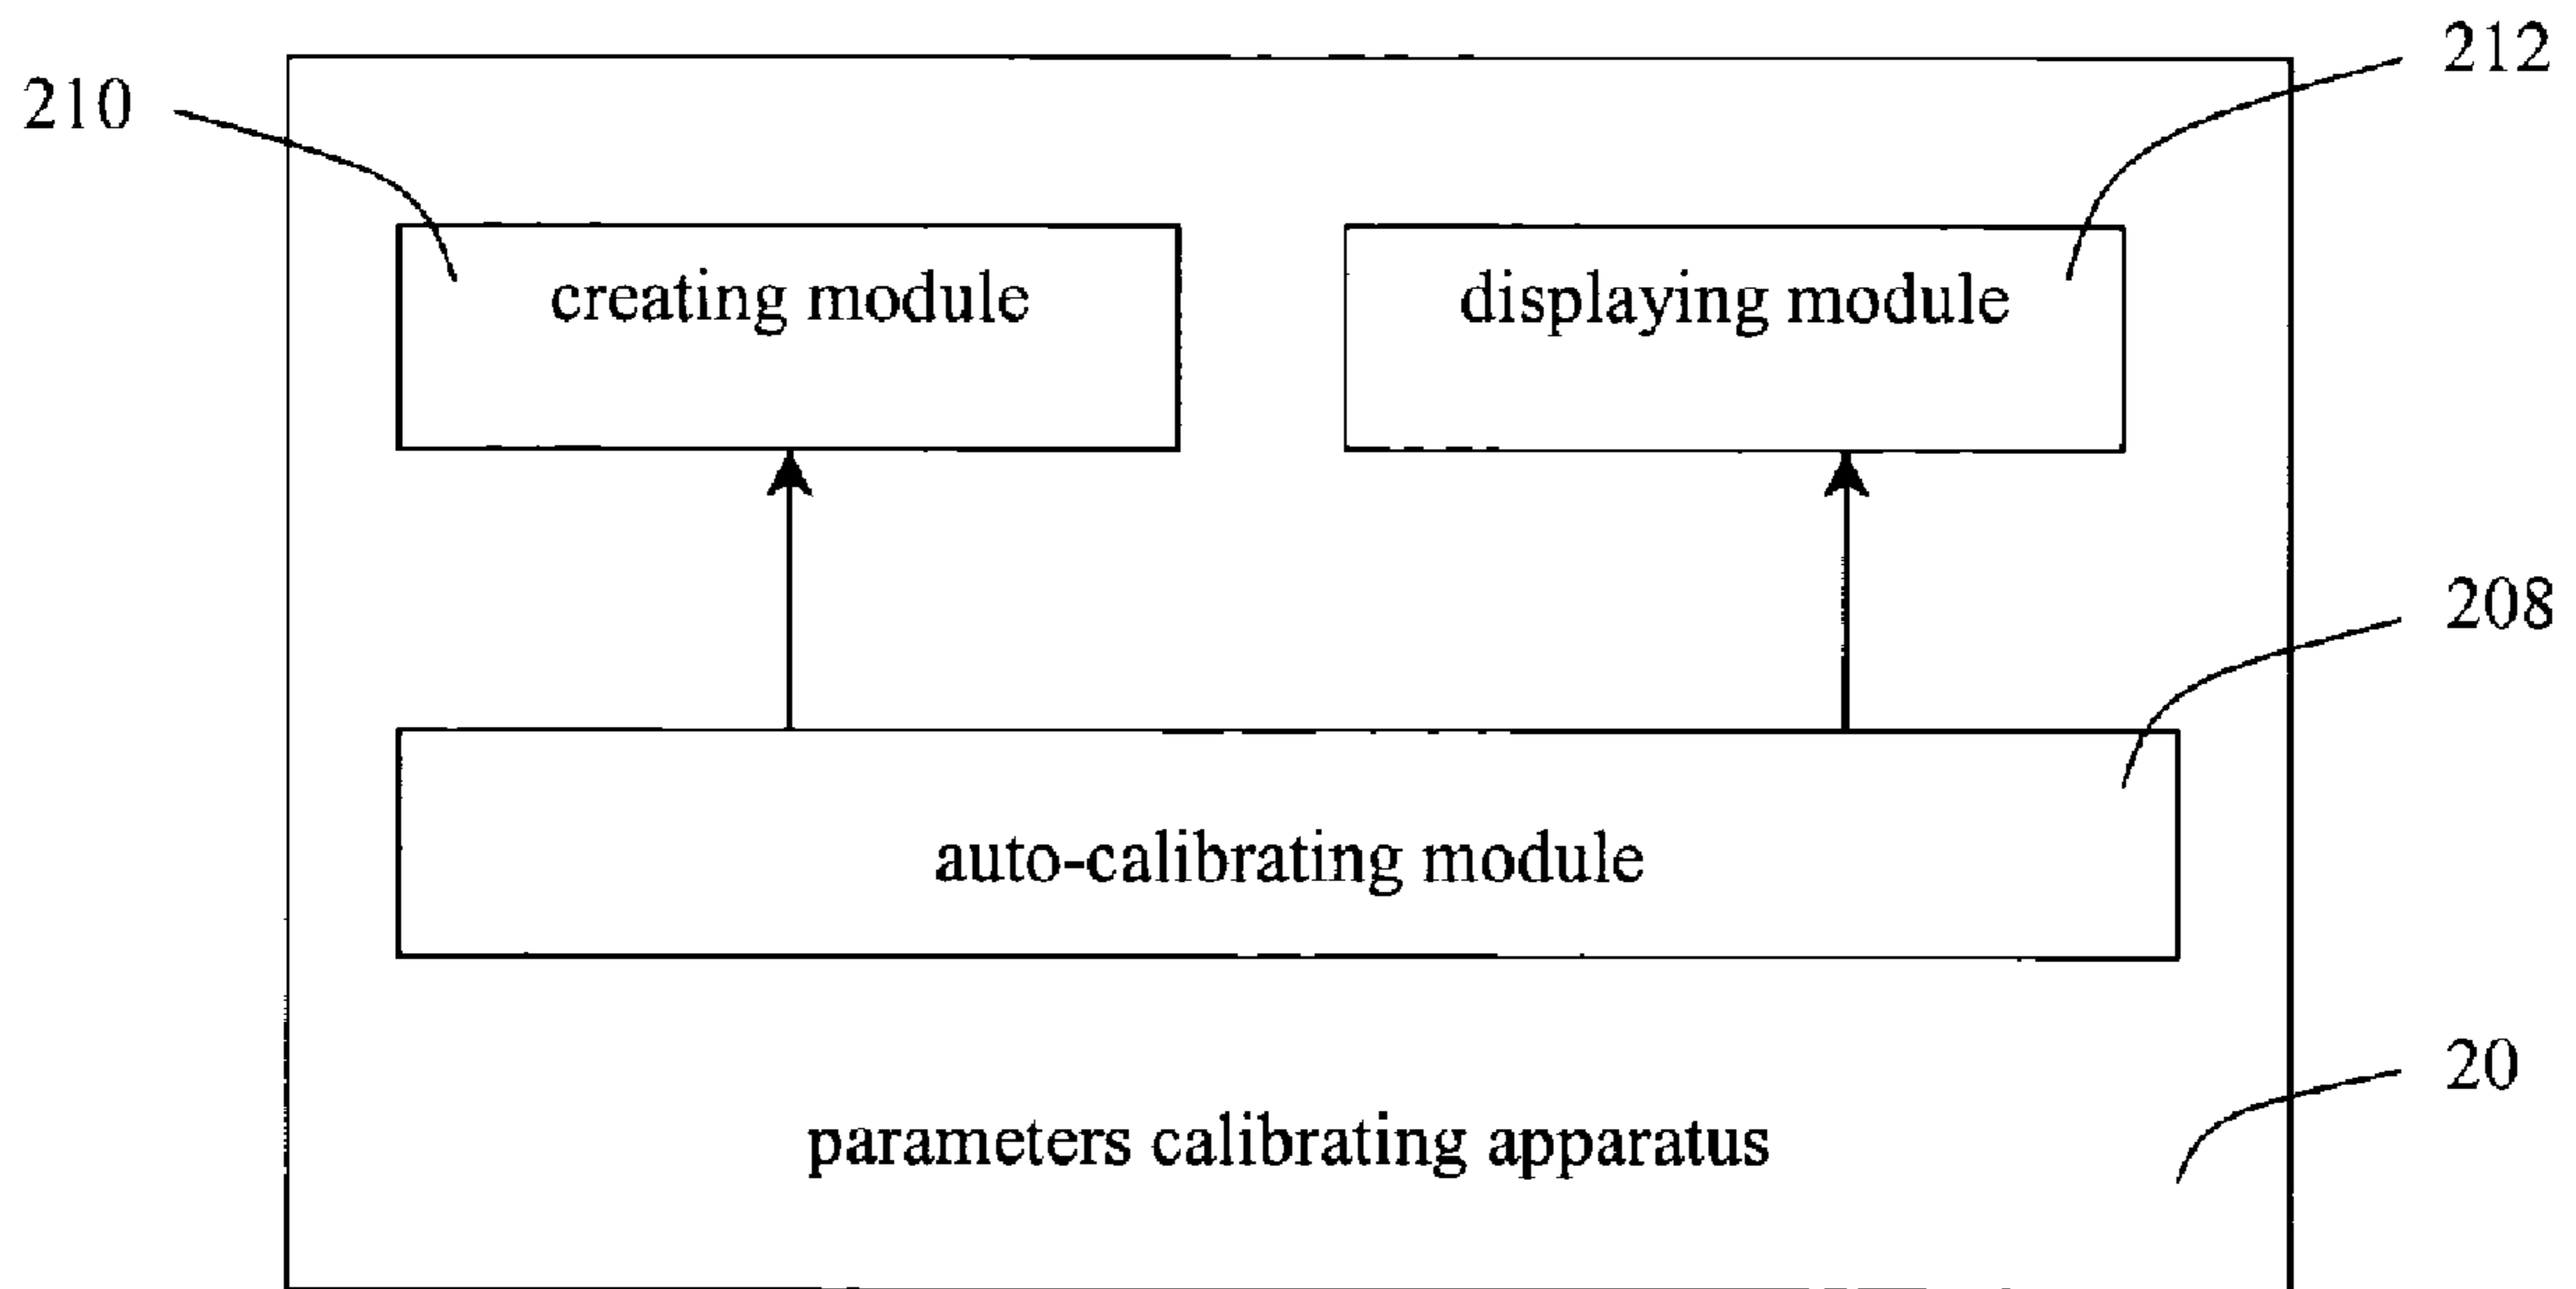 212
210
creating module
displaying module
208
auto-calibrating module
20
parameters calibrating apparatus